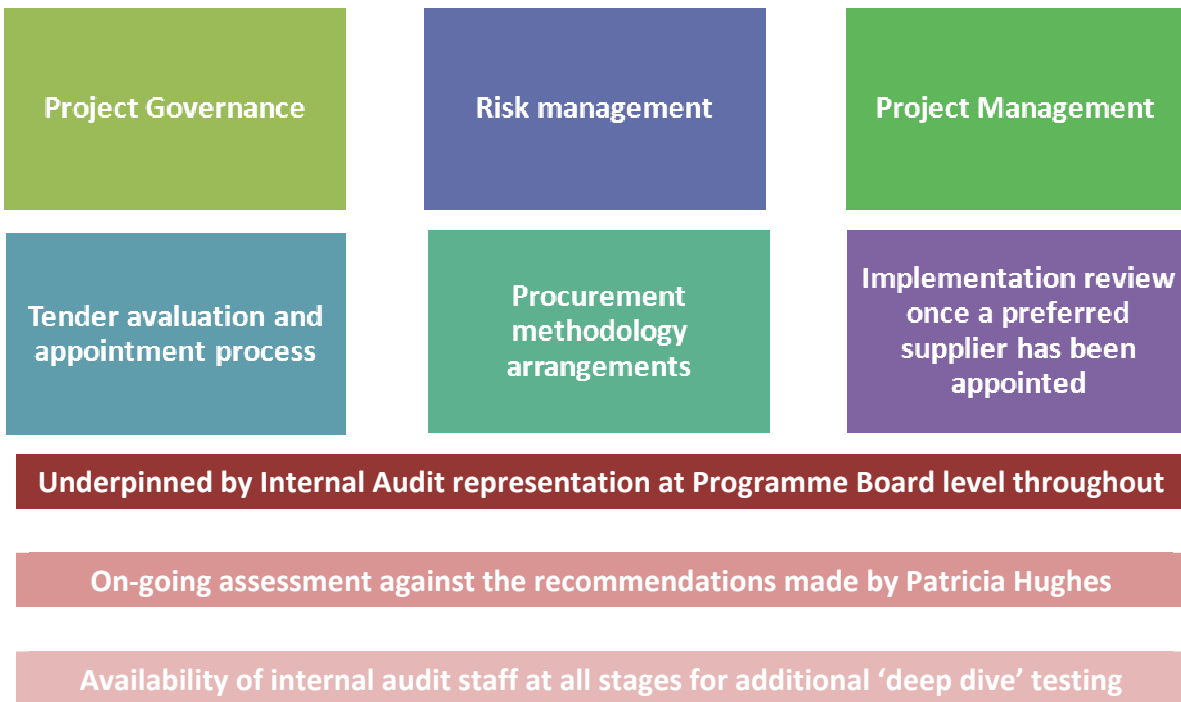 Project Governance
Risk management
Project Management
Tender avaluation and
appointment process
Procurement
methodology
arrangements
Implementation review
once a preferred
supplier has been
appointed
Underpinned by Internal Audit representation at Programme Board level throughout
On-going assessment against the recommendations made by Patricia Hughes
Availability of internal audit staff at all stages for additional ‘deep dive’ testing